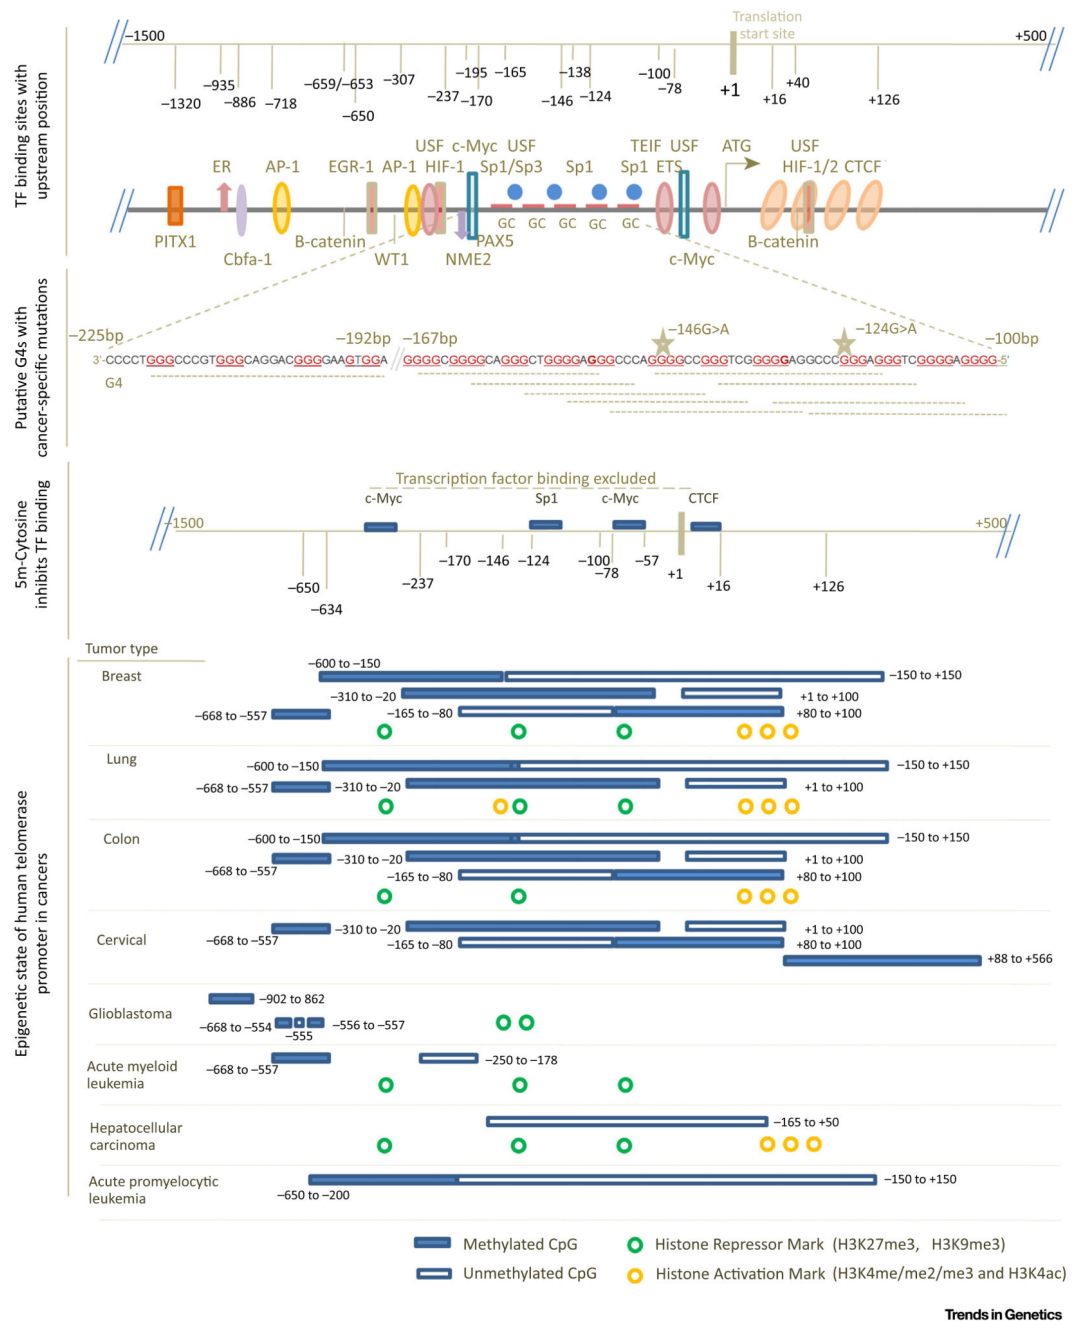 TF binding sites with
upstream position
Translation
start site
−1500
+500
−935
−659/−653
−307
−195
−165
−138
−100
+40
−1320
−886
−718
−650
−237
−170
−146
−124
−78
+1
+16
+126
USF
c-Myc
USF
TEIF
USF
ATG
USF
ER
AP-1
EGR-1
AP-1
HIF-1
Sp1/Sp3
Sp1
Sp1
ETS
HIF-1/2
CTCF
GC
GC
GC
GC
GC
PITX1
B-catenin
PAX5
B-catenin
Cbfa-1
WT1
NME2
c-Myc
Putative G4s with
cancer-specific mutations
−225bp
−192bp
−167bp
−146G>A
−124G>A
−100bp
3'-CCCCTGGGCCCGTGGGCAGGACGGGGGAAGTGGA
GGGGCGGGGCAGGGCTGGGGAGGGCCCAGGGGCCGGGTCGGGGGAGGCCCGGGAGGGTCGGGGAGGGG-5'
G4
5m-Cytosine
inhibits TF binding
Transcription factor binding excluded
c-Myc
Sp1
c-Myc
CTCF
−1500
+500
−170
−146
−124
−100
−57
−78
+1
−650
−237
+16
+126
−634
Epigenetic state of human telomerase
promoter in cancers
Tumor type
Breast
−600 to −150
−150 to +150
−310 to −20
+1 to +100
−668 to −557
−165 to −80
+80 to +100
Lung
−600 to −150
−150 to +150
−668 to −557
−310 to −20
+1 to +100
Colon
−600 to −150
−150 to +150
−310 to −20
+1 to +100
−668 to −557
−165 to −80
+80 to +100
Cervical
−310 to −20
+1 to +100
−668 to −557
−165 to −80
+80 to +100
+88 to +566
Glioblastoma
−902 to 862
−668 to −554
−555
−556 to −557
Acute myeloid
leukemia
−668 to −557
−250 to −178
Hepatocellular
carcinoma
−165 to +50
Acute promyelocytic
leukemia
−650 to −200
−150 to +150
Methylated CpG
Histone Repressor Mark (H3K27me3, H3K9me3)
Unmethylated CpG
Histone Activation Mark (H3K4me/me2/me3 and H3K4ac)
Trends in Genetics